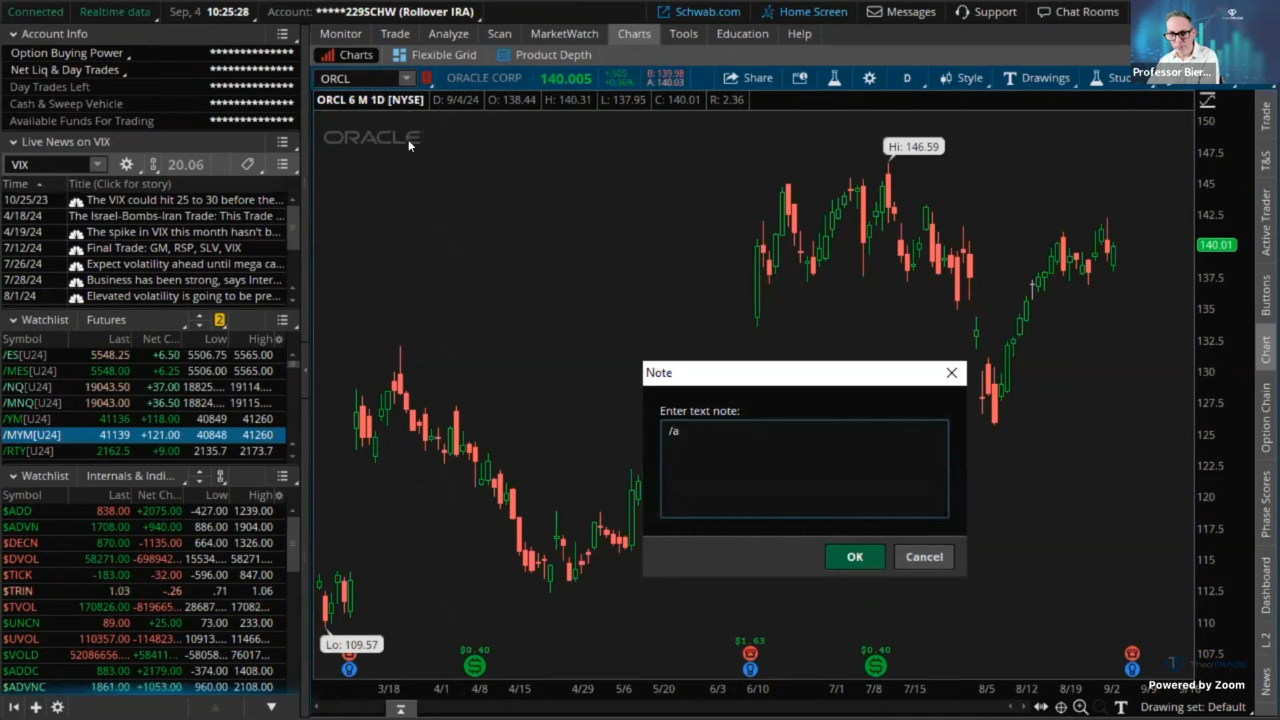 Connected Realtime data Sep, 4 10:25:28 Account: *****229SCHW (Rollover IRA)
Schwab.com Home Screen Messages Support Chat Rooms
Professor Bier...
Account Info
Option Buying Power **************
Net Liq & Day Trades **************
Day Trades Left **************
Cash & Sweep Vehicle **************
Available Funds For Trading **************
Monitor Trade Analyze Scan MarketWatch Charts Tools Education Help
Charts Flexible Grid Product Depth
ORCL ORACLE CORP 140.005 +.505 +0.36% B: 139.98 A: 140.03 Share D Style Drawings Stuc
ORCL 6 M 1D [NYSE] D: 9/4/24 O: 138.44 H: 140.31 L: 137.95 C: 140.01 R: 2.36
ORACLE
Live News on VIX
VIX 20.06
Time Title (Click for story)
10/25/23 The VIX could hit 25 to 30 before the...
4/18/24 The Israel-Bombs-Iran Trade: This Trade ...
4/19/24 The spike in VIX this month hasn't b...
7/12/24 Final Trade: GM, RSP, SLV, VIX
7/26/24 Expect volatility ahead until mega ca...
7/28/24 Business has been strong, says Inter...
8/1/24 Elevated volatility is going to be pre...
Watchlist Futures 2
Symbol Last Net C... Low High
/ES[U24] 5548.25 +6.50 5506.75 5565.00
/MES[U24] 5548.00 +6.25 5506.00 5565.00
/NQ[U24] 19043.50 +37.00 18825.... 19114....
/MNQ[U24] 19043.00 +36.50 18824.... 19115....
/YM[U24] 41136 +118.00 40849 41260
/MYM[U24] 41139 +121.00 40848 41260
/RTY[U24] 2162.5 +9.00 2135.7 2173.7
Watchlist Internals & Indi...
Symbol Last Net Ch... Low High
$ADD 838.00 +2075.00 -427.00 1239.00
$ADVN 1708.00 +940.00 886.00 1904.00
$DECN 870.00 -1135.00 664.00 1326.00
$DVOL 58271.00 -698942... 15534.... 17071....
$TICK -183.00 -32.00 -596.00 847.00
$TRIN 1.03 -.26 .71 1.06
$TVOL 170826.00 -819665... 28687.... 17082....
$UNCN 89.00 +25.00 73.00 233.00
$UVOL 110357.00 -114823... 10913.... 11466....
$VOLD 52086656... +58411... -58058... 76017....
$ADDC 883.00 +2179.00 -374.00 1408.00
$ADVNC 1861.00 +1053.00 960.00 2108.00
Hi: 146.59
Lo: 109.57
Note
Enter text note:
/a
OK Cancel
150
147.5
145
142.5
140.01
137.5
135
132.5
130
127.5
125
122.5
120
117.5
115
112.5
110
107.5
$0.40 $1.63 $0.40
3/18 4/1 4/8 4/15 4/29 5/6 5/20 6/3 6/10 7/1 7/8 7/15 8/5 8/12 8/19 9/2
Trade
T&S
Active Trader
Buttons
Chart
Option Chain
Phase Scores
Dashboard
L 2
News
TheoTRADE
Powered by Zoom
Drawing set: Default